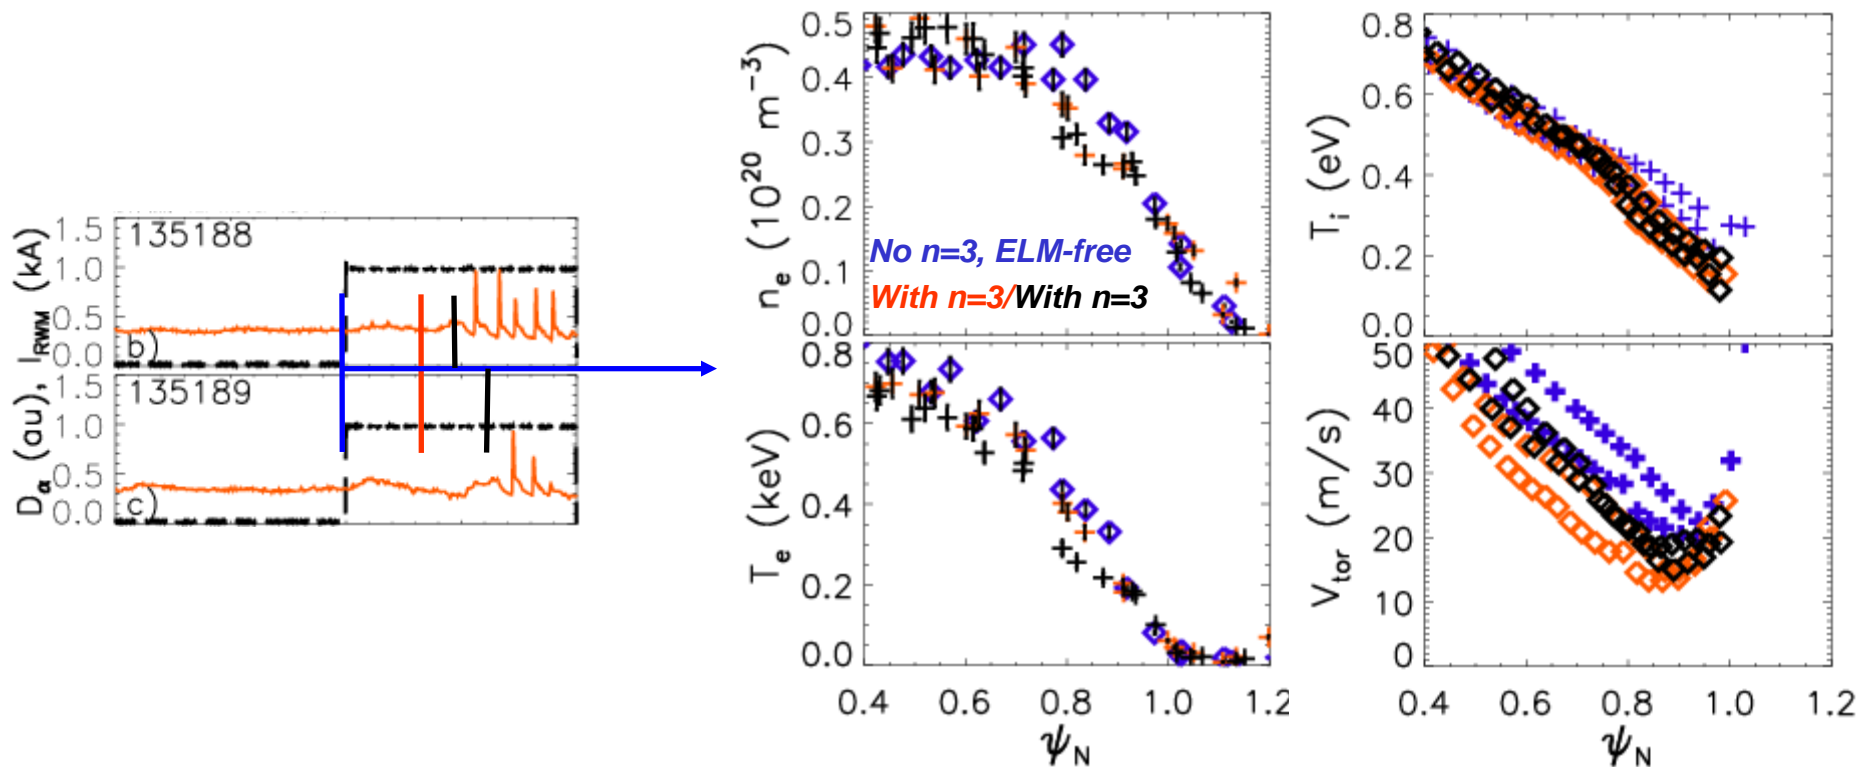 1.5
135188
1.0
0.5
0.0
b)
I_RWM (kA)
D_α (au),
1.5
135189
1.0
0.5
0.0
c)
0.5
0.4
0.3
0.2
0.1
0.0
n_e (10^20 m^−3)
No n=3, ELM-free
With n=3/With n=3
0.8
0.6
0.4
0.2
0.0
T_e (keV)
0.4 0.6 0.8 1.0 1.2
ψ_N
0.8
0.6
0.4
0.2
0.0
T_i (eV)
50
40
30
20
10
0
V_tor (m/s)
0.4 0.6 0.8 1.0 1.2
ψ_N